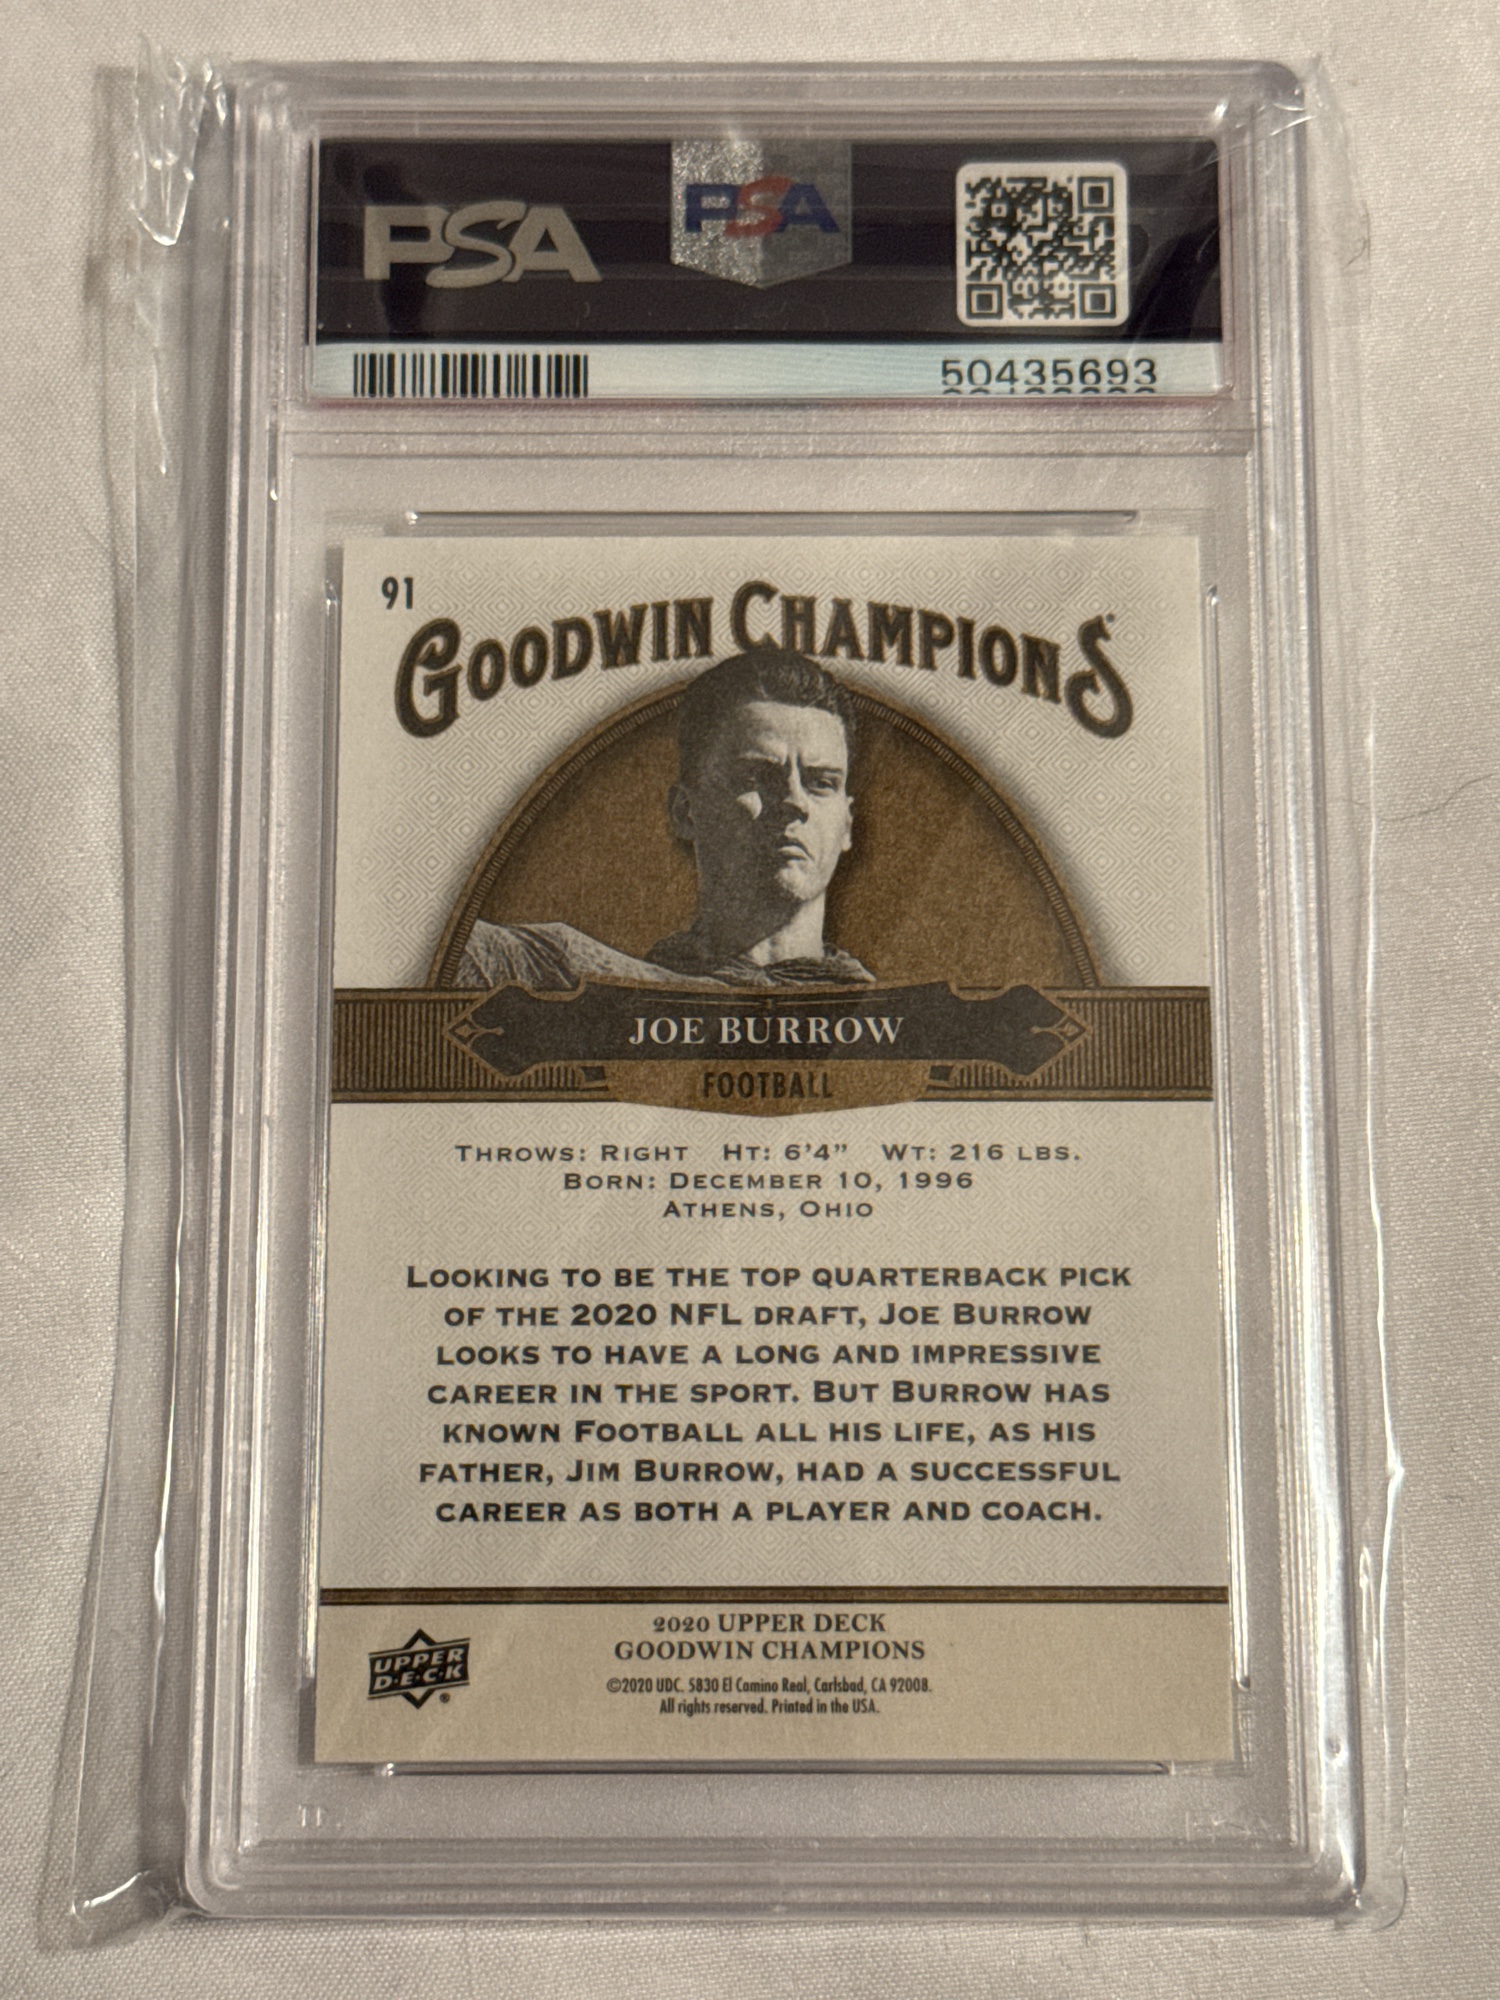 PSA
PSA
50435693
91
GOODWIN CHAMPIONS
JOE BURROW
FOOTBALL
THROWS: RIGHT HT: 6'4" WT: 216 LBS.
BORN: DECEMBER 10, 1996
ATHENS, OHIO
LOOKING TO BE THE TOP QUARTERBACK PICK
OF THE 2020 NFL DRAFT, JOE BURROW
LOOKS TO HAVE A LONG AND IMPRESSIVE
CAREER IN THE SPORT. BUT BURROW HAS
KNOWN FOOTBALL ALL HIS LIFE, AS HIS
FATHER, JIM BURROW, HAD A SUCCESSFUL
CAREER AS BOTH A PLAYER AND COACH.
2020 UPPER DECK
GOODWIN CHAMPIONS
UPPER
D·E·C·K®
©2020 UDC. 5830 El Camino Real, Carlsbad, CA 92008.
All rights reserved. Printed in the USA.